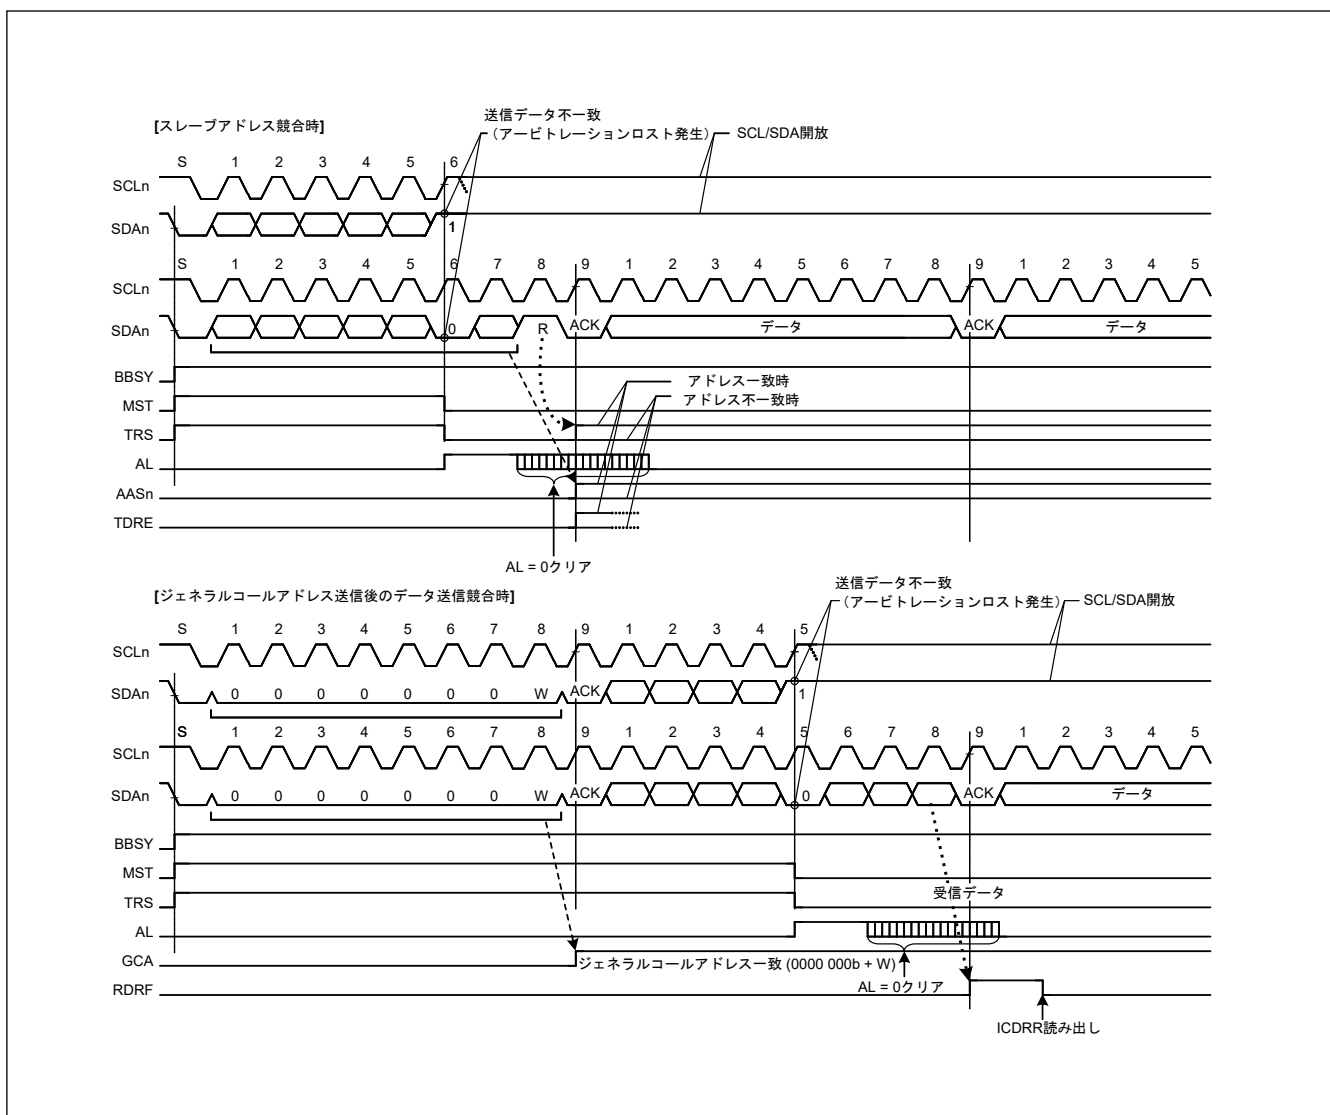 送信データ不一致
[スレーブアドレス競合時]
（アービトレーションロスト発生）
SCL/SDA開放
S 1 2 3 4 5 6
SCLn
SDAn 1
S 1 2 3 4 5 6 7 8 9 1 2 3 4 5 6 7 8 9 1 2 3 4 5
SCLn
SDAn 0 R ACK データ ACK データ
BBSY
アドレス一致時
MST
アドレス不一致時
TRS
AL
AASn
TDRE
AL = 0クリア
送信データ不一致
[ジェネラルコールアドレス送信後のデータ送信競合時]
（アービトレーションロスト発生）
SCL/SDA開放
S 1 2 3 4 5 6 7 8 9 1 2 3 4 5
SCLn
SDAn 0 0 0 0 0 0 0 W ACK 1
S 1 2 3 4 5 6 7 8 9 1 2 3 4 5 6 7 8 9 1 2 3 4 5
SCLn
SDAn 0 0 0 0 0 0 0 W ACK 0 ACK データ
BBSY
MST
受信データ
TRS
AL
GCA ジェネラルコールアドレス一致 (0000 000b + W)
RDRF AL = 0クリア
ICDRR読み出し